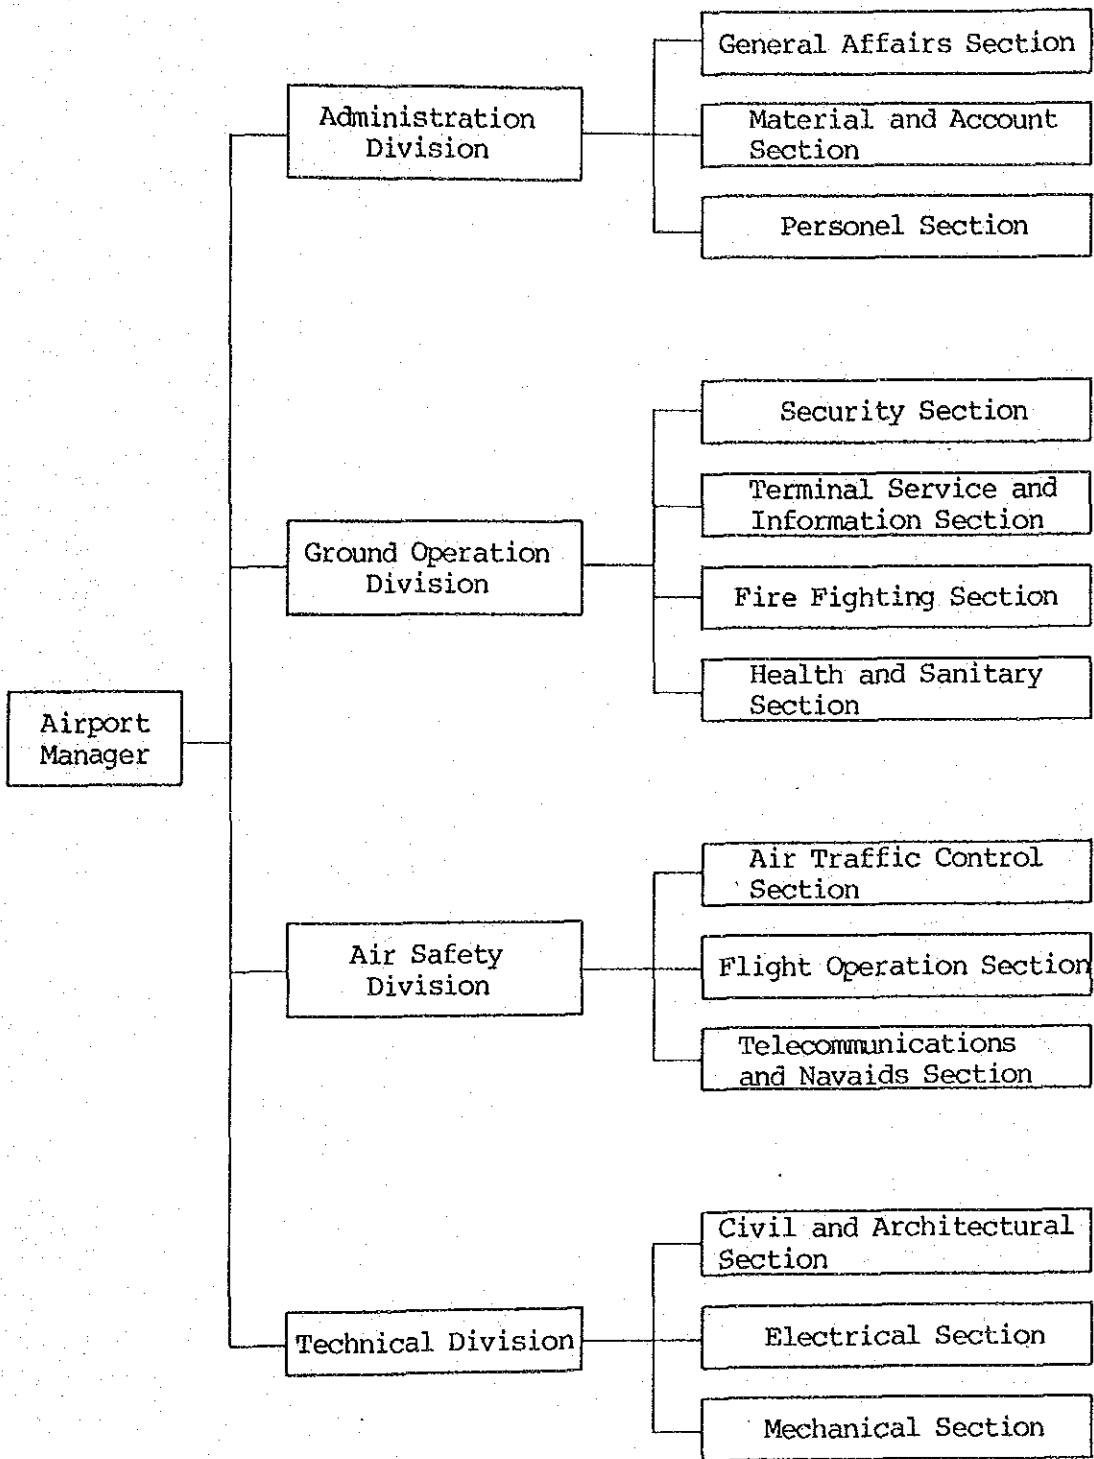 General Affairs Section
Administration
Division
Material and Account
Section
Personel Section
Security Section
Terminal Service and
Information Section
Ground Operation
Division
Fire Fighting Section
Health and Sanitary
Section
Airport
Manager
Air Traffic Control
Section
Air Safety
Division
Flight Operation Section
Telecommunications
and Navaids Section
Civil and Architectural
Section
Technical Division
Electrical Section
Mechanical Section